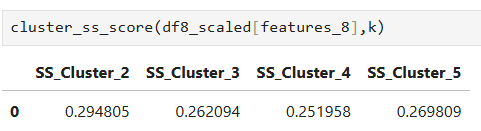 cluster_ss_score(df8_scaled[features_8],k)
SS_Cluster_2 SS_Cluster_3 SS_Cluster_4 SS_Cluster_5
0 0.294805 0.262094 0.251958 0.269809